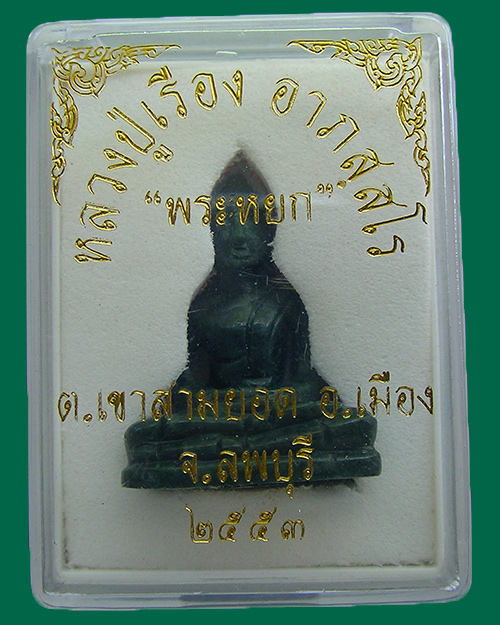 หลวงปู่เรือง อาภสฺสโร
“พระหยก”
ต.เขาสามยอด อ.เมือง
จ.ลพบุรี
๒๕๕๓